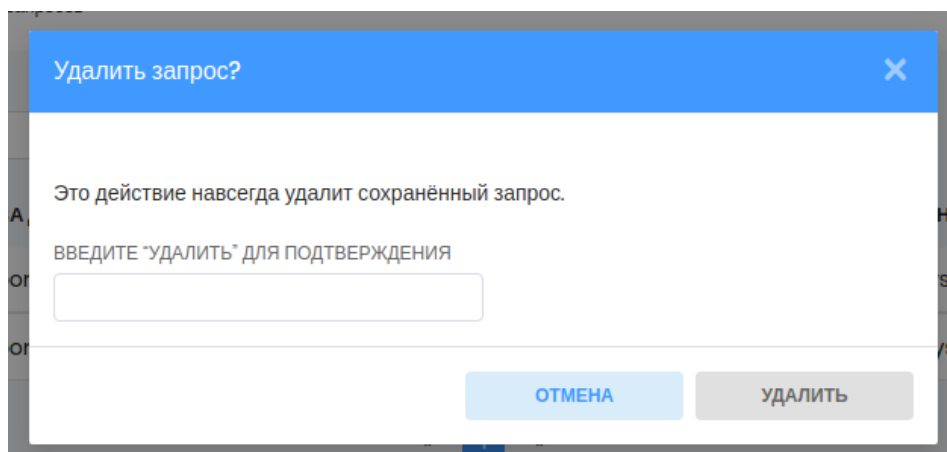 Удалить запрос?
Это действие навсегда удалит сохранённый запрос.
ВВЕДИТЕ “УДАЛИТЬ” ДЛЯ ПОДТВЕРЖДЕНИЯ
ОТМЕНА
УДАЛИТЬ